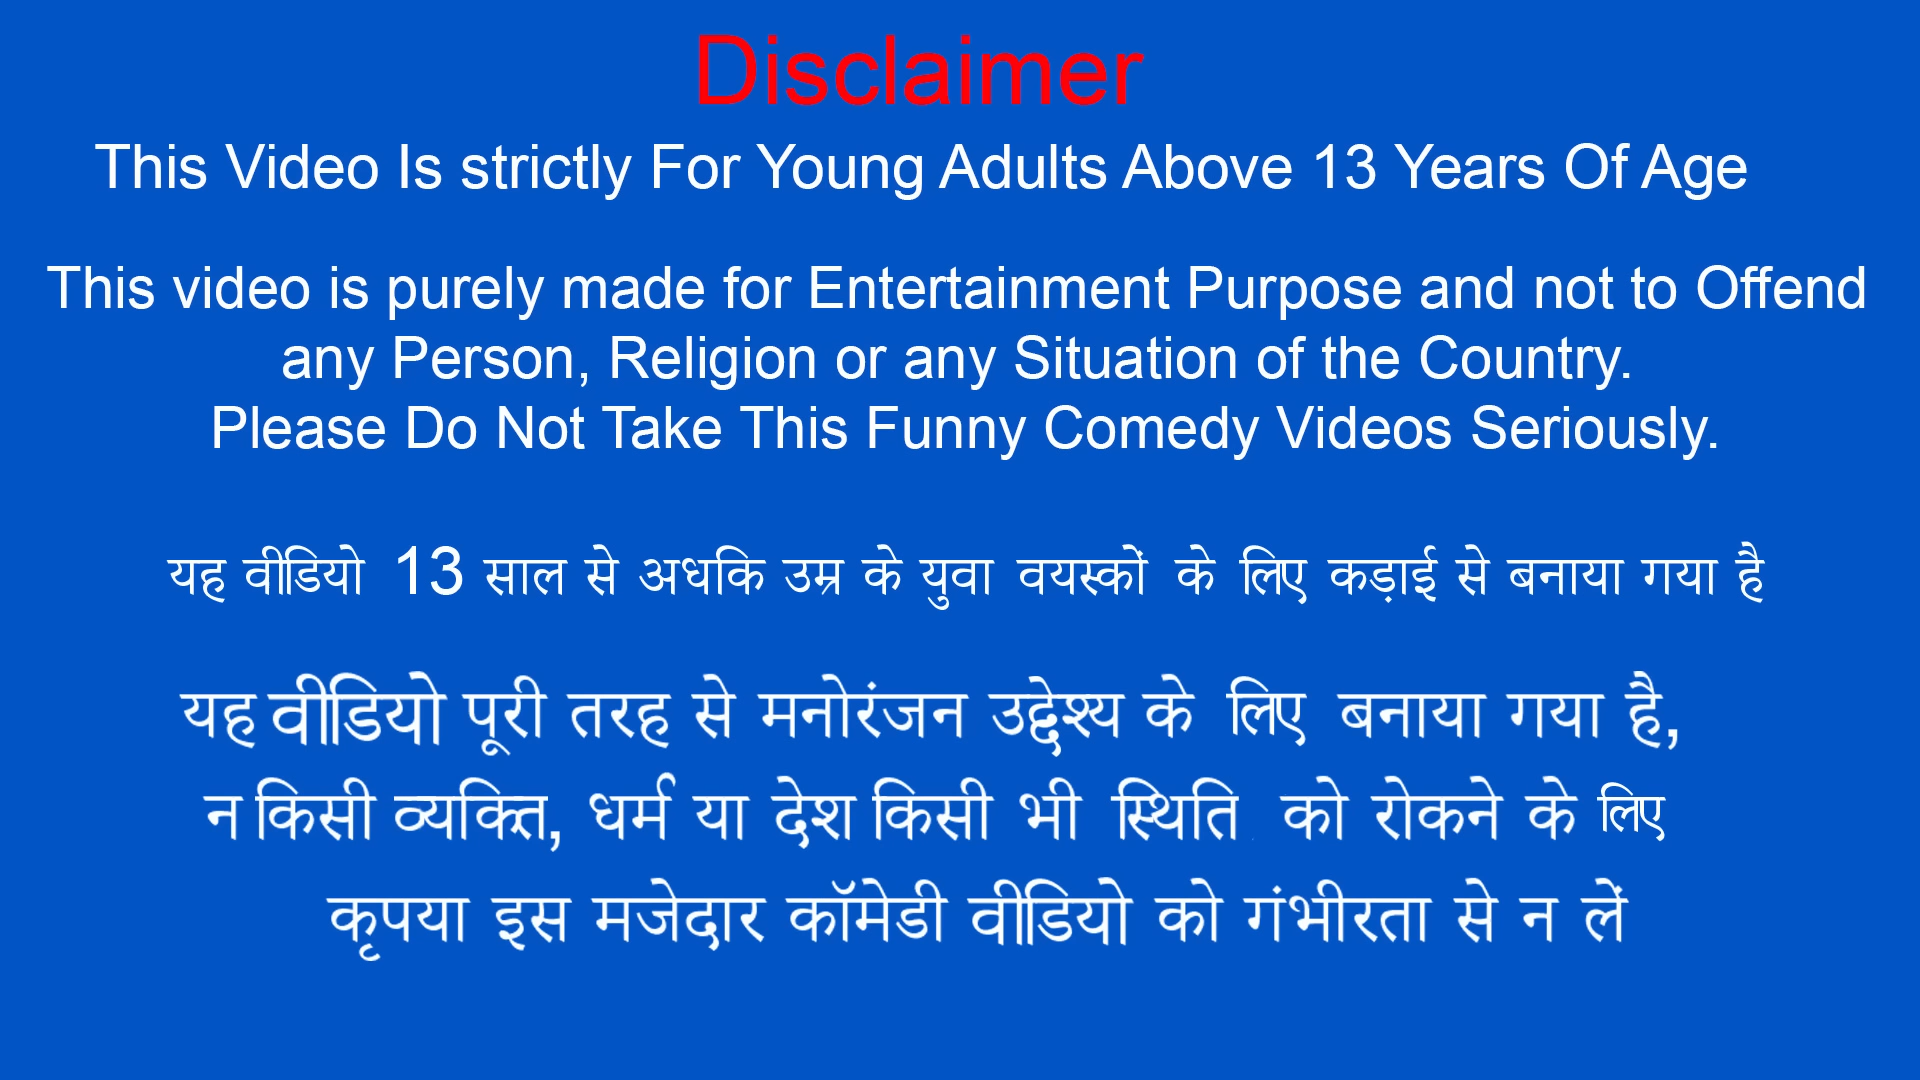 Disclaimer
This Video Is strictly For Young Adults Above 13 Years Of Age
This video is purely made for Entertainment Purpose and not to Offend
any Person, Religion or any Situation of the Country.
Please Do Not Take This Funny Comedy Videos Seriously.
यह वीडियो 13 साल से अधकि उम्र के युवा वयस्कों के लिए कड़ाई से बनाया गया है
यह वीडियो पूरी तरह से मनोरंजन उद्देश्य के लिए बनाया गया है,
न किसी व्यक्ति, धर्म या देश किसी भी स्थिति को रोकने के लिए
कृपया इस मजेदार कॉमेडी वीडियो को गंभीरता से न लें